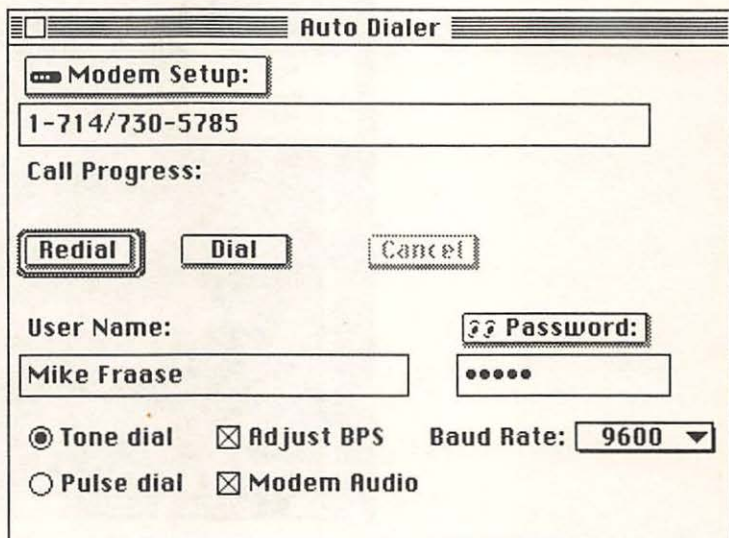 Auto Dialer
Modem Setup:
1-714/730-5785
Call Progress:
Redial Dial Cancel
User Name: Password:
Mike Fraase •••••
Tone dial Adjust BPS Baud Rate: 9600
Pulse dial Modem Audio